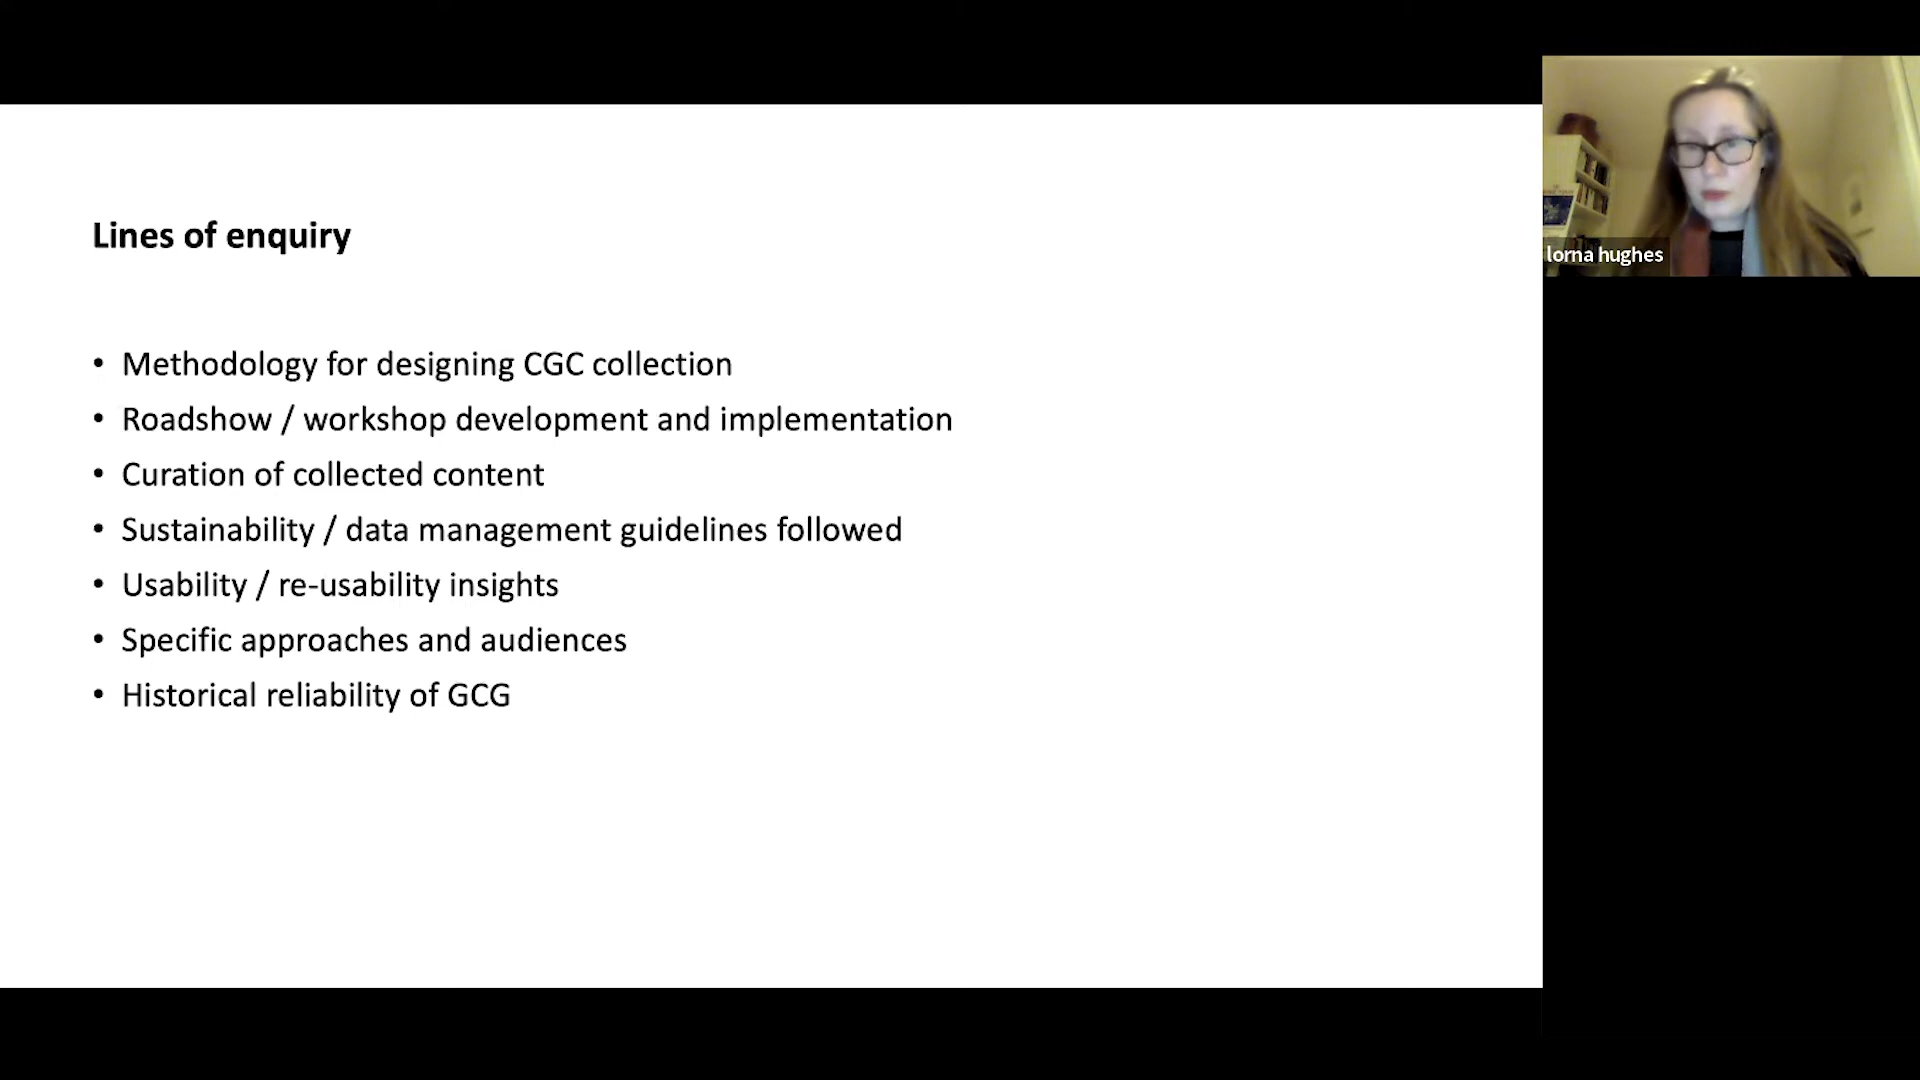 Lines of enquiry
• Methodology for designing CGC collection
• Roadshow / workshop development and implementation
• Curation of collected content
• Sustainability / data management guidelines followed
• Usability / re-usability insights
• Specific approaches and audiences
• Historical reliability of GCG
lorna hughes